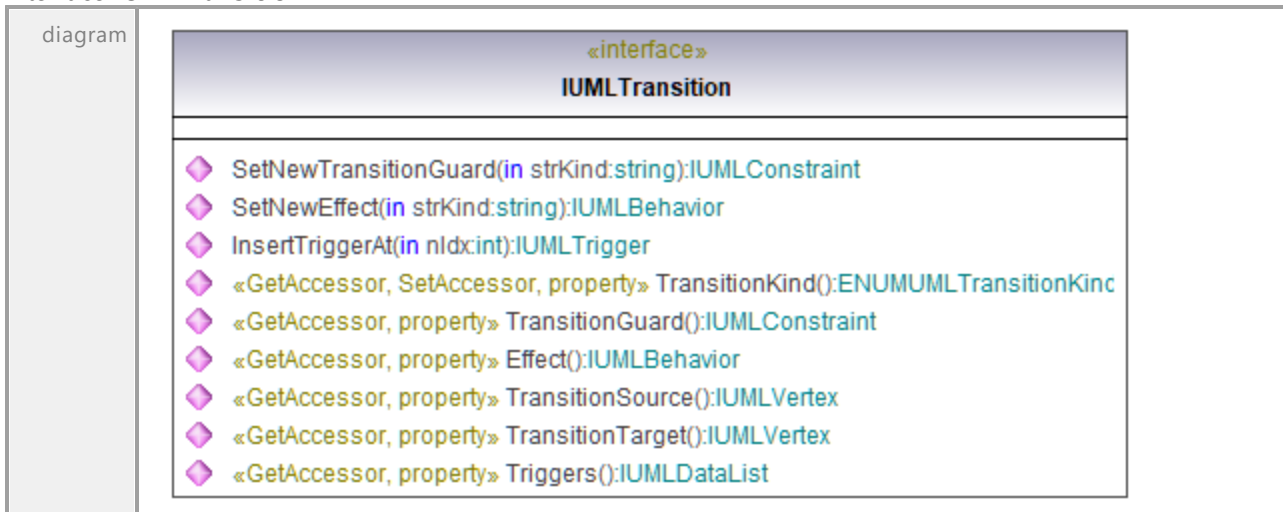 diagram
«interface»
IUMLTransition
SetNewTransitionGuard(in strKind:string):IUMLConstraint
SetNewEffect(in strKind:string):IUMLBehavior
InsertTriggerAt(in nIdx:int):IUMLTrigger
«GetAccessor, SetAccessor, property» TransitionKind():ENUMUMLTransitionKind
«GetAccessor, property» TransitionGuard():IUMLConstraint
«GetAccessor, property» Effect():IUMLBehavior
«GetAccessor, property» TransitionSource():IUMLVertex
«GetAccessor, property» TransitionTarget():IUMLVertex
«GetAccessor, property» Triggers():IUMLDataList